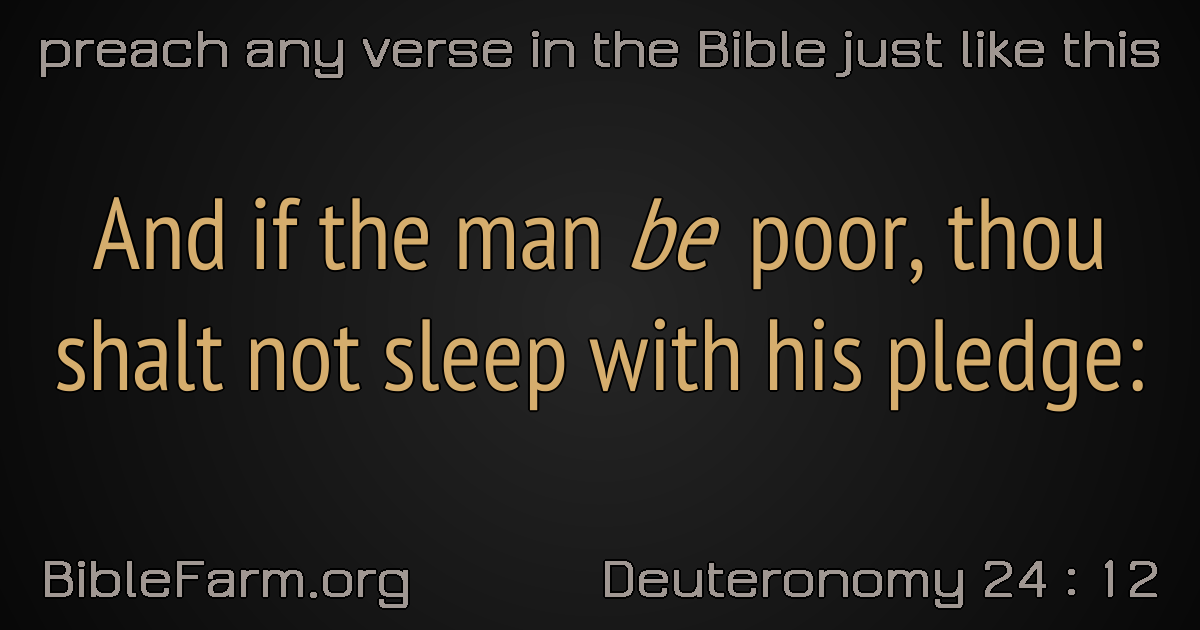 preach any verse in the Bible just like this
And if the man be poor, thou
shalt not sleep with his pledge:
BibleFarm.org
Deuteronomy 24 : 12